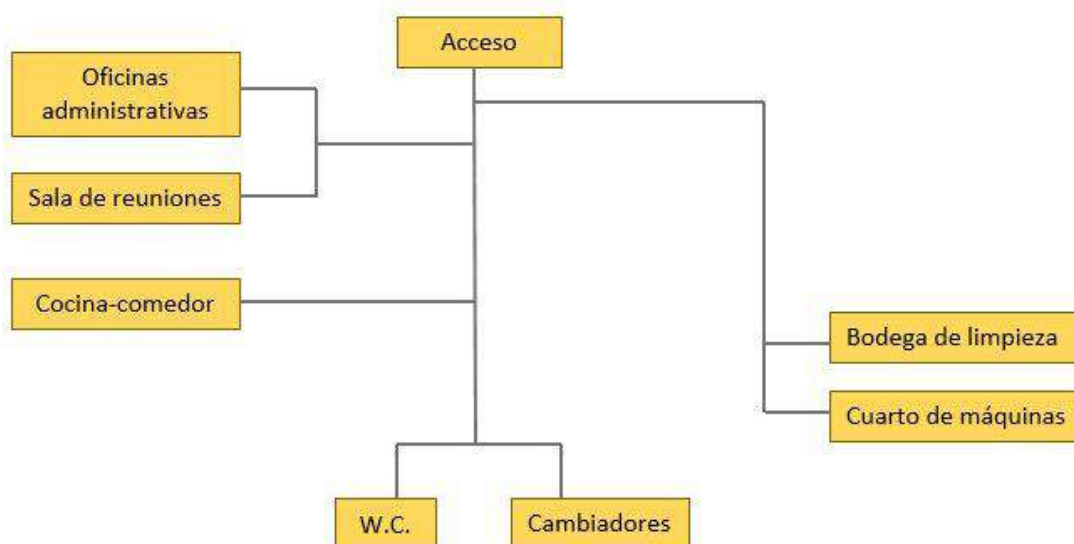 Acceso
Oficinas
administrativas
Sala de reuniones
Cocina-comedor
Bodega de limpieza
Cuarto de máquinas
W.C.
Cambiadores